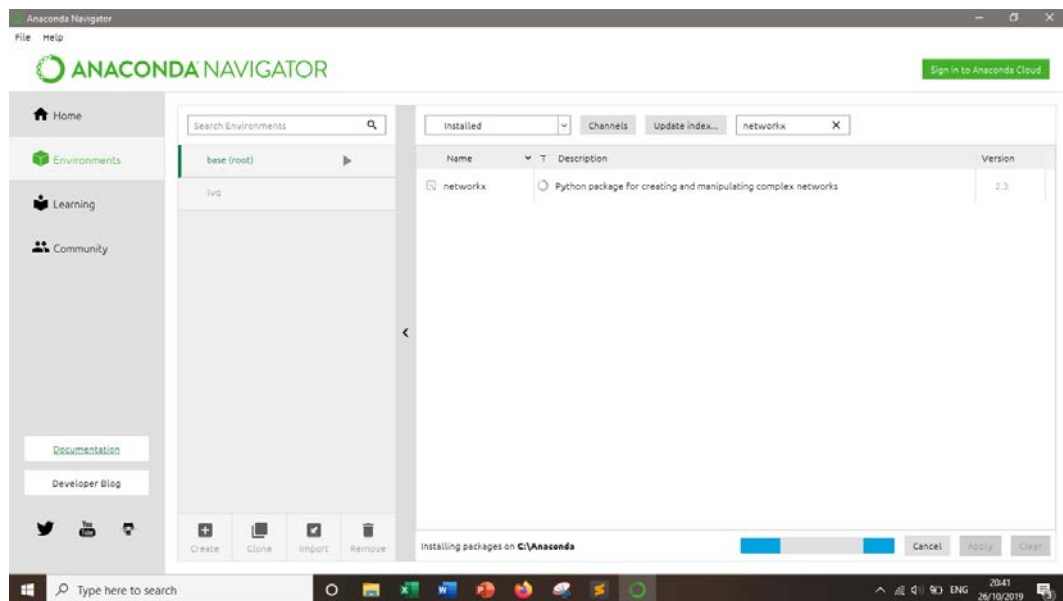 Anaconda Navigator
File Help
ANACONDA NAVIGATOR
Sign in to Anaconda Cloud
Home
Environments
Learning
Community
Documentation
Developer Blog
You Tube
Search Environments
base (root)
lvq
Create Clone Import Remove
Installed Channels Update index... networkx X
Name T Description Version
networkx Python package for creating and manipulating complex networks 2.3
Installing packages on C:\Anaconda
Cancel Apply Clear
Type here to search
ENG
20:41
26/10/2019